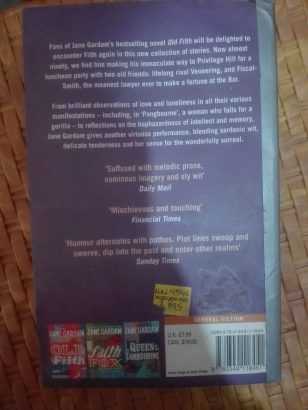 Fans of Jane Gardam's bestselling novel Old Filth will be delighted to
encounter Filth again in this new collection of stories. Now almost
ninety, we find him making his immaculate way to Privilege Hill for a
luncheon party with two old friends: lifelong rival Veneering, and Fiscal-
Smith, the meanest lawyer ever to make a fortune at the Bar.
From brilliant observations of love and loneliness in all their various
manifestations – including, in 'Pangbourne', a woman who falls for a
gorilla – to reflections on the haphazardness of intellect and memory,
Jane Gardam gives another virtuoso performance, blending sardonic wit,
delicate tenderness and her sense for the wonderfully surreal.
'Suffused with melodic prose,
numinous imagery and sly wit'
Daily Mail
'Mischievous and touching'
Financial Times
'Humour alternates with pathos. Plot lines swoop and
swerve, dip into the past and enter other realms'
Sunday Times
GENERAL FICTION
JANE GARDAM
JANE GARDAM
JANE GARDAM
OLD
Filth
faith
FOX
QUEEN
TAMBOURINE